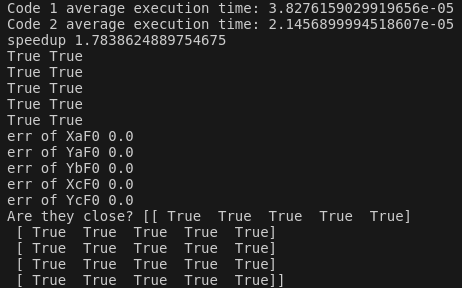 Code 1 average execution time: 3.8276159029919656e-05
Code 2 average execution time: 2.1456899994518607e-05
speedup 1.7838624889754675
True True
True True
True True
True True
True True
err of XaF0 0.0
err of YaF0 0.0
err of YbF0 0.0
err of XcF0 0.0
err of YcF0 0.0
Are they close? [[ True  True  True  True  True]
 [ True  True  True  True  True]
 [ True  True  True  True  True]
 [ True  True  True  True  True]
 [ True  True  True  True  True]]